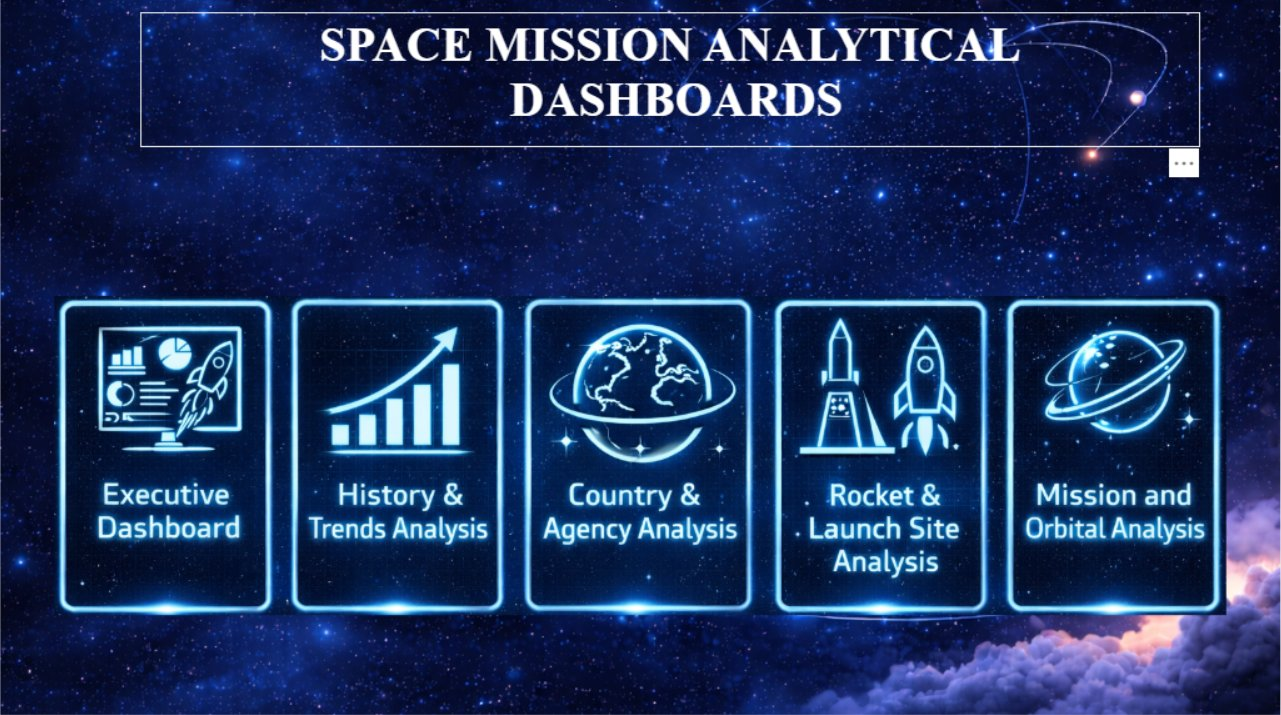 SPACE MISSION ANALYTICAL
DASHBOARDS
...
Executive
Dashboard
History &
Trends Analysis
Country &
Agency Analysis
Rocket &
Launch Site
Analysis
Mission and
Orbital Analysis